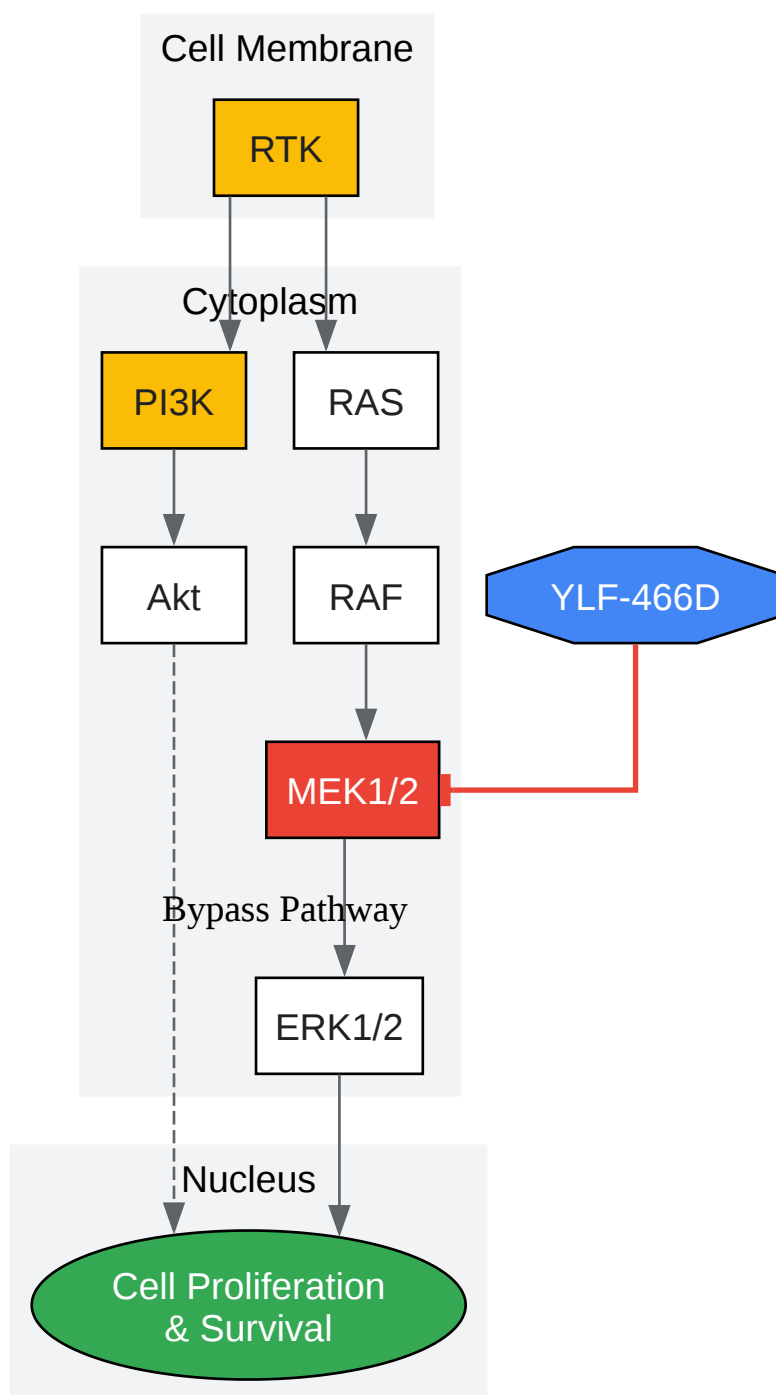 Cell Membrane
RTK
Cytoplasm
PI3K
RAS
Akt
RAF
YLF-466D
MEK1/2
Bypass Pathway
ERK1/2
Nucleus
Cell Proliferation
& Survival